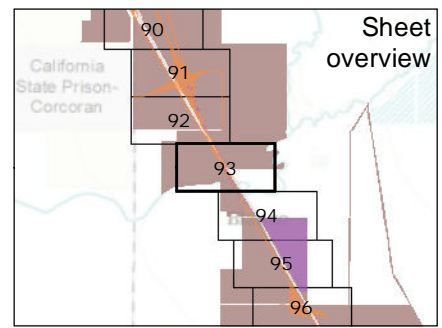 Sheet
overview
90
91
California
State Prison-
Corcoran
92
93
94
95
96